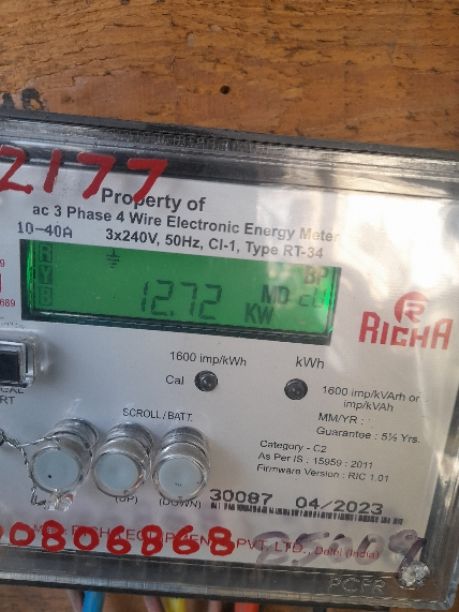 2177
Property of
ac 3 Phase 4 Wire Electronic Energy Meter
10-40A 3x240V, 50Hz, Cl-1, Type RT-34
R
Y
B
BP
12.72
MD
KW
R
RICHA
689
1600 imp/kWh
kWh
Cal
1600 imp/kVArh or
imp/kVAh
MM/YR :
Guarantee : 5½ Yrs.
SCROLL/BATT.
Category - C2
As Per IS : 15959 : 2011
Firmware Version : RIC 1.01
(UP) (DOWN)
30087 04/2023
00806868
EQUIPMENTS PVT. LTD., Delhi (India)